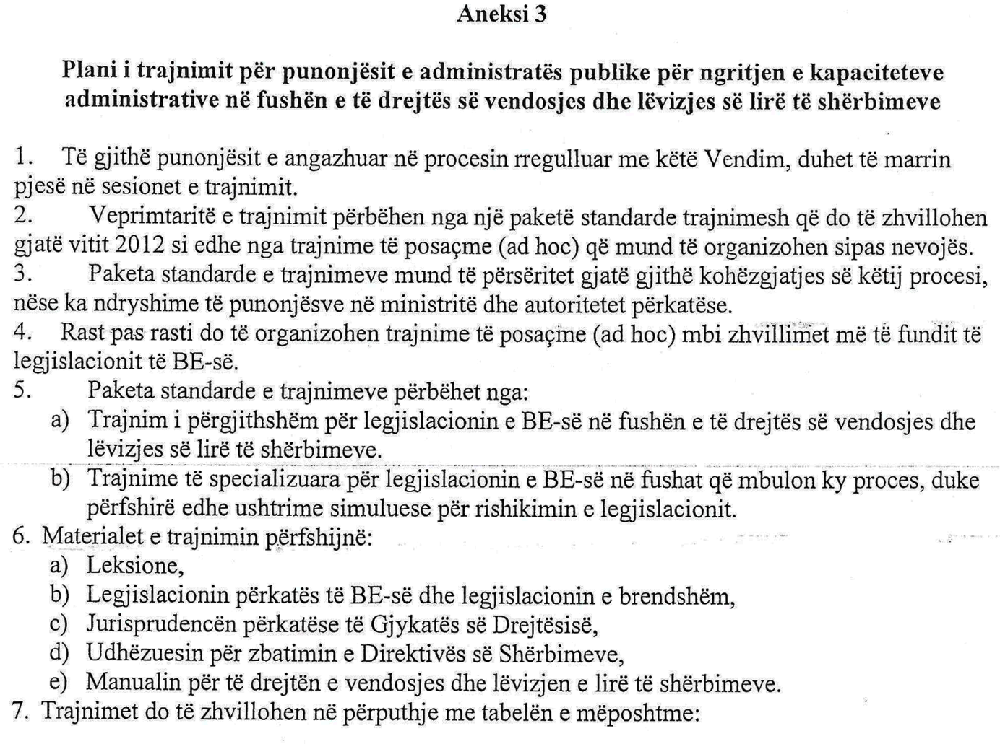 Aneksi 3
Plani i trajnimit për punonjësit e administratës publike për ngritjen e kapaciteteve
administrative në fushën e të drejtës së vendosjes dhe lëvizjes së lirë të shërbimeve
1. Të gjithë punonjësit e angazhuar në procesin rregulluar me këtë Vendim, duhet të marrin
pjesë në sesionet e trajnimit.
2. Veprimtaritë e trajnimit përbëhen nga një paketë standarde trajnimesh që do të zhvillohen
gjatë vitit 2012 si edhe nga trajnime të posaçme (ad hoc) që mund të organizohen sipas nevojës.
3. Paketa standarde e trajnimeve mund të përsëritet gjatë gjithë kohëzgjatjes së këtij procesi,
nëse ka ndryshime të punonjësve në ministritë dhe autoritetet përkatëse.
4. Rast pas rasti do të organizohen trajnime të posaçme (ad hoc) mbi zhvillimet më të fundit të
legjislacionit të BE-së.
5. Paketa standarde e trajnimeve përbëhet nga:
a) Trajnim i përgjithshëm për legjislacionin e BE-së në fushën e të drejtës së vendosjes dhe
lëvizjes së lirë të shërbimeve.
b) Trajnime të specializuara për legjislacionin e BE-së në fushat që mbulon ky proces, duke
përfshirë edhe ushtrime simuluese për rishikimin e legjislacionit.
6. Materialet e trajnimin përfshijnë:
a) Leksione,
b) Legjislacionin përkatës të BE-së dhe legjislacionin e brendshëm,
c) Jurisprudencën përkatëse të Gjykatës së Drejtësisë,
d) Udhëzuesin për zbatimin e Direktivës së Shërbimeve,
e) Manualin për të drejtën e vendosjes dhe lëvizjen e lirë të shërbimeve.
7. Trajnimet do të zhvillohen në përputhje me tabelën e mëposhtme: